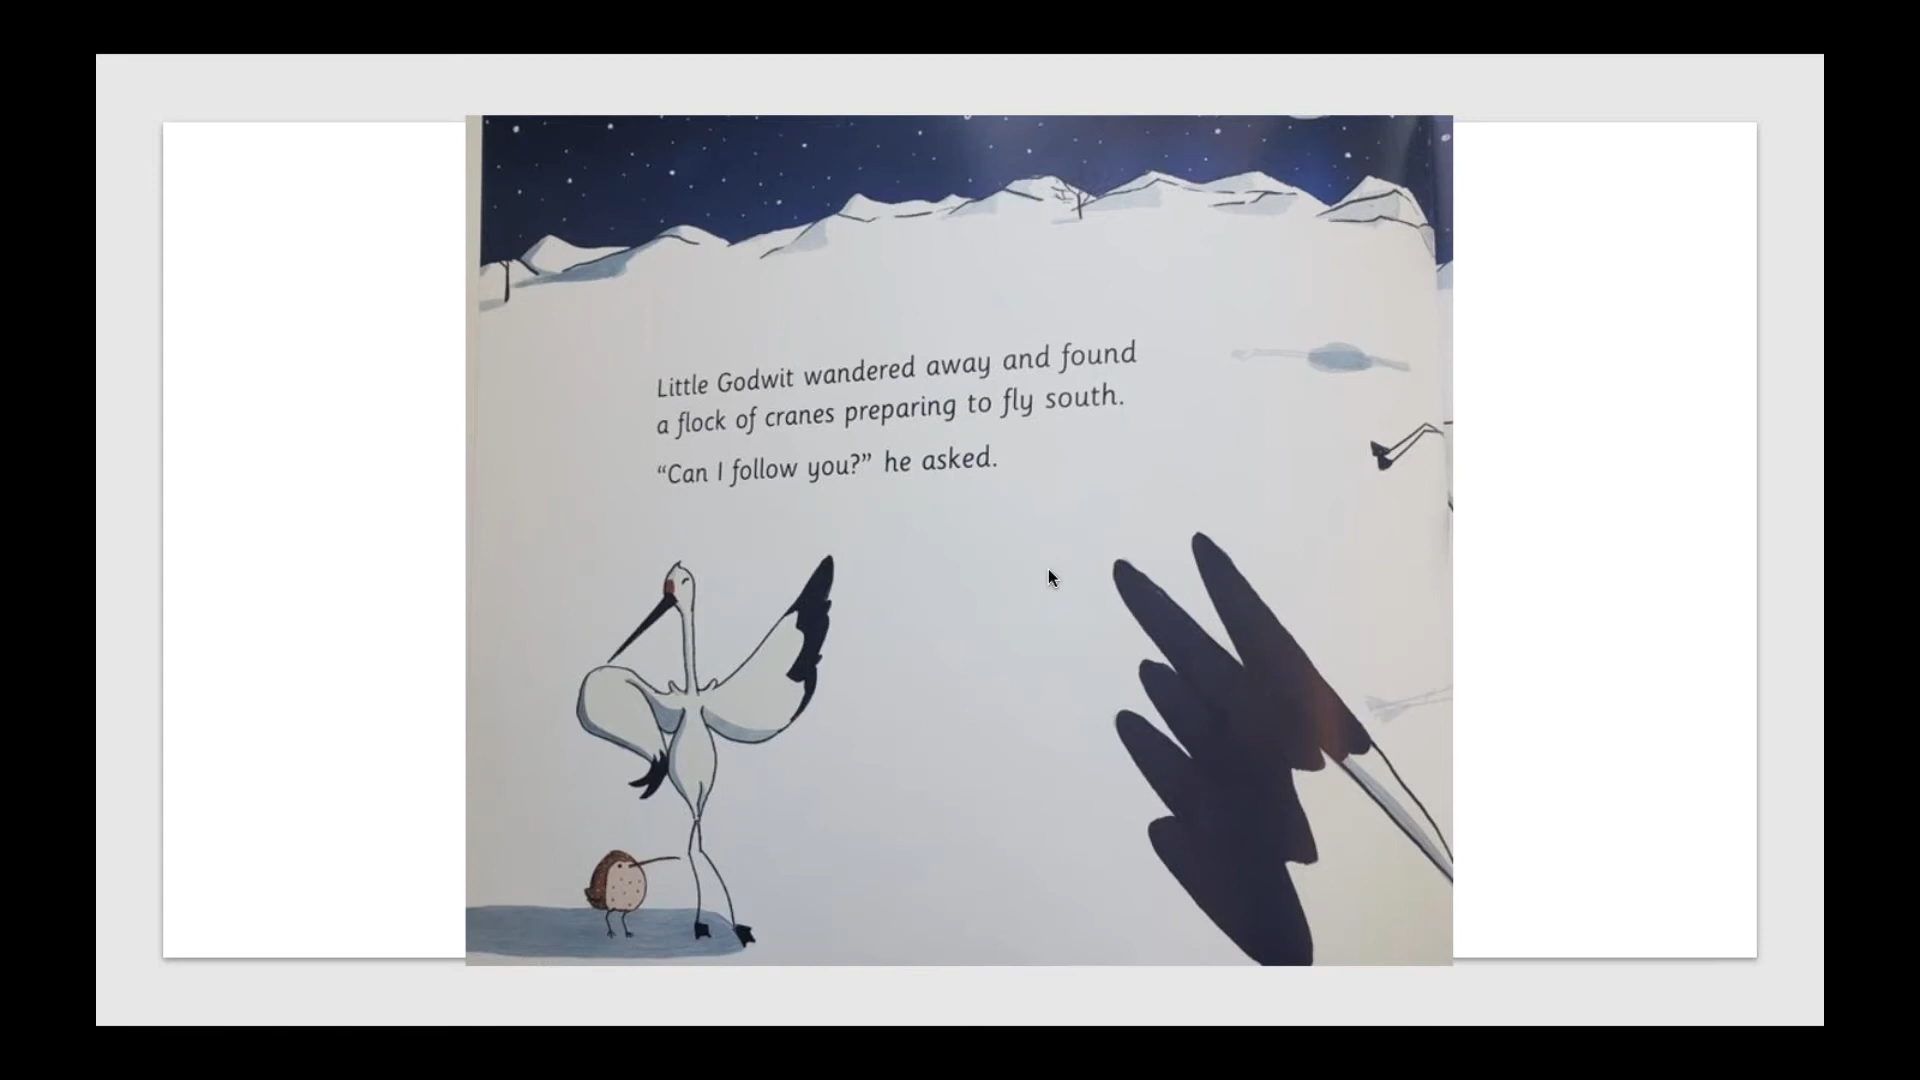 Little Godwit wandered away and found
a flock of cranes preparing to fly south.
“Can I follow you?” he asked.